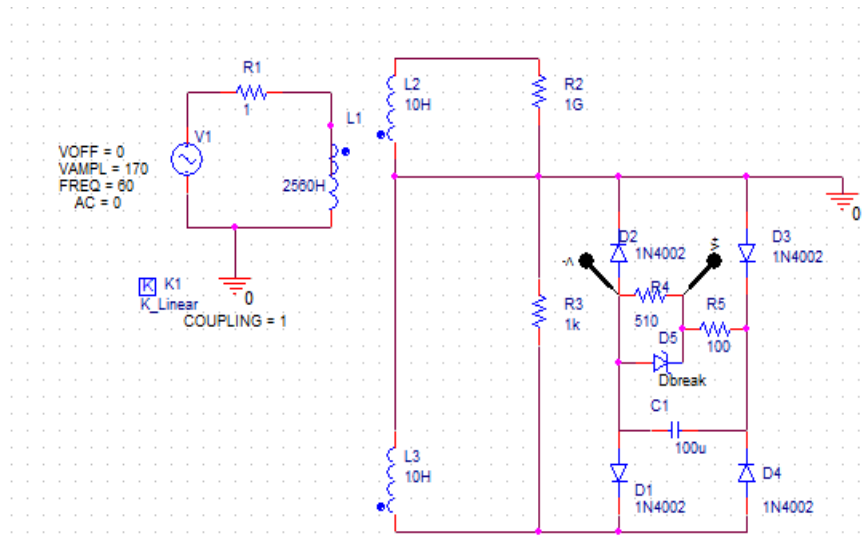 R1
1
V1
VOFF = 0
VAMPL = 170
FREQ = 60
AC = 0
L1
2560H
0
K K1
K_Linear
COUPLING = 1
L2
10H
R2
1G
0
D2
1N4002
D3
1N4002
V-
V+
R4
510
R5
100
D5
Dbreak
R3
1k
C1
100u
L3
10H
D1
1N4002
D4
1N4002